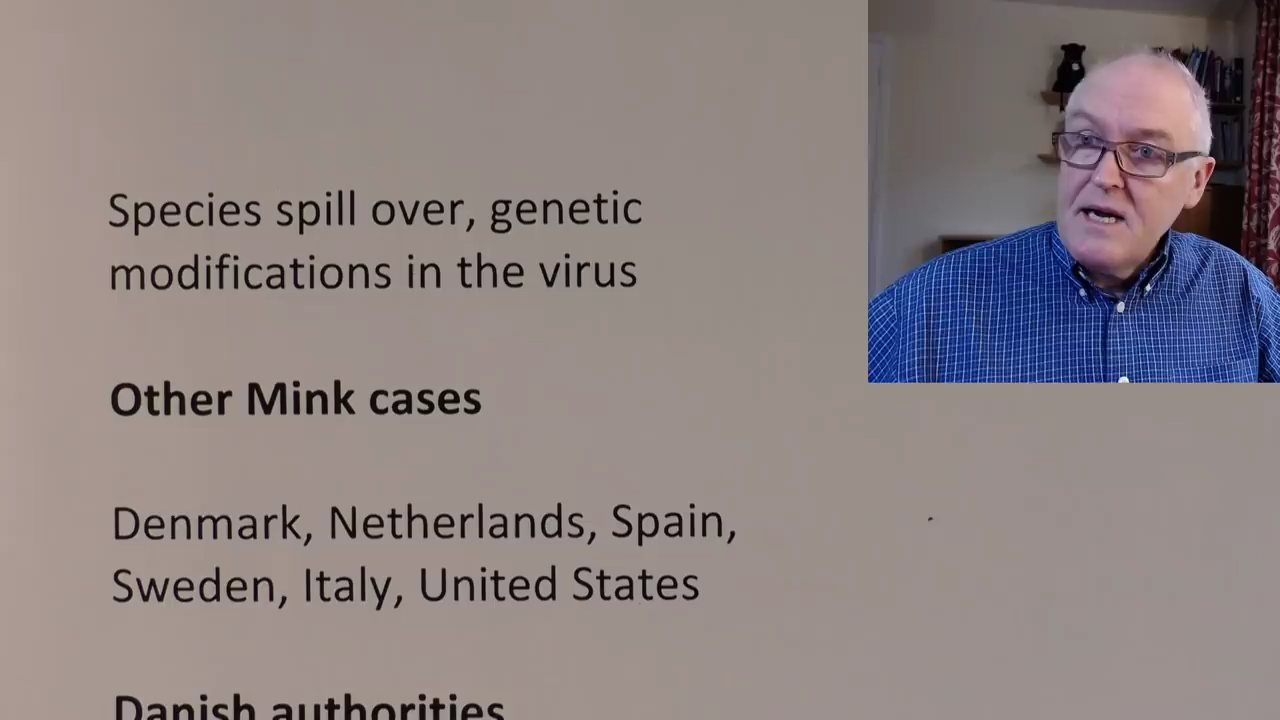 Species spill over, genetic
modifications in the virus
Other Mink cases
Denmark, Netherlands, Spain,
Sweden, Italy, United States
Danish authorities